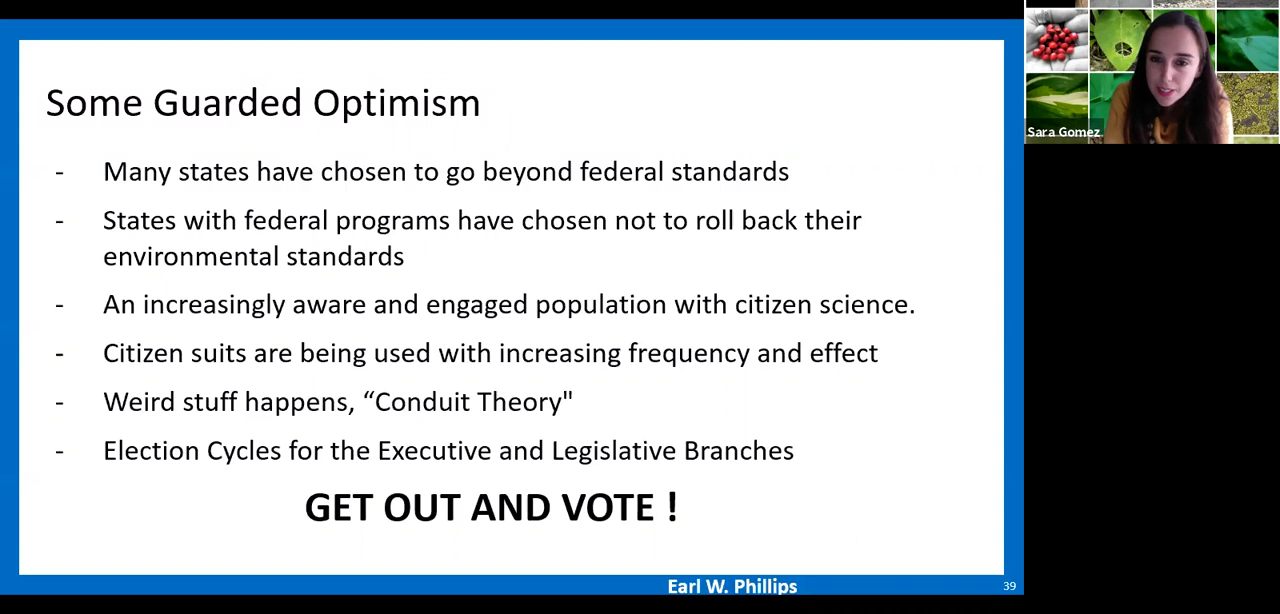 Some Guarded Optimism
- Many states have chosen to go beyond federal standards
- States with federal programs have chosen not to roll back their
environmental standards
- An increasingly aware and engaged population with citizen science.
- Citizen suits are being used with increasing frequency and effect
- Weird stuff happens, “Conduit Theory"
- Election Cycles for the Executive and Legislative Branches
GET OUT AND VOTE !
Earl W. Phillips
39
Sara Gomez